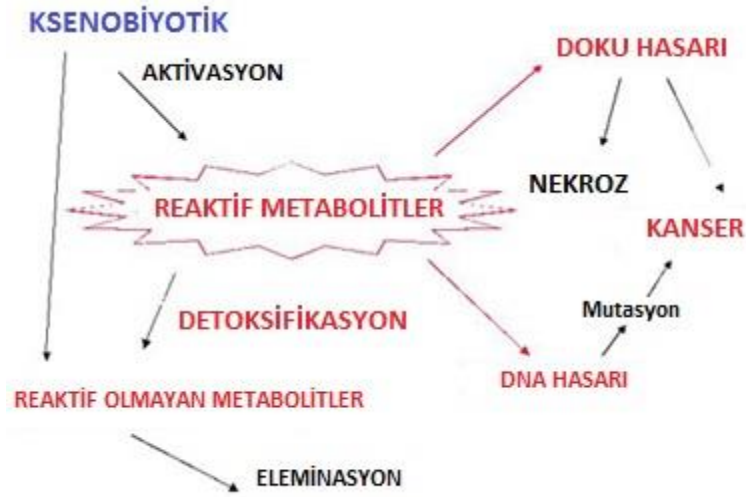 KSENOBİYOTİK
DOKU HASARI
AKTİVASYON
NEKROZ
REAKTİF METABOLİTLER
KANSER
Mutasyon
DETOKSİFİKASYON
DNA HASARI
REAKTİF OLMAYAN METABOLİTLER
ELEMİNASYON